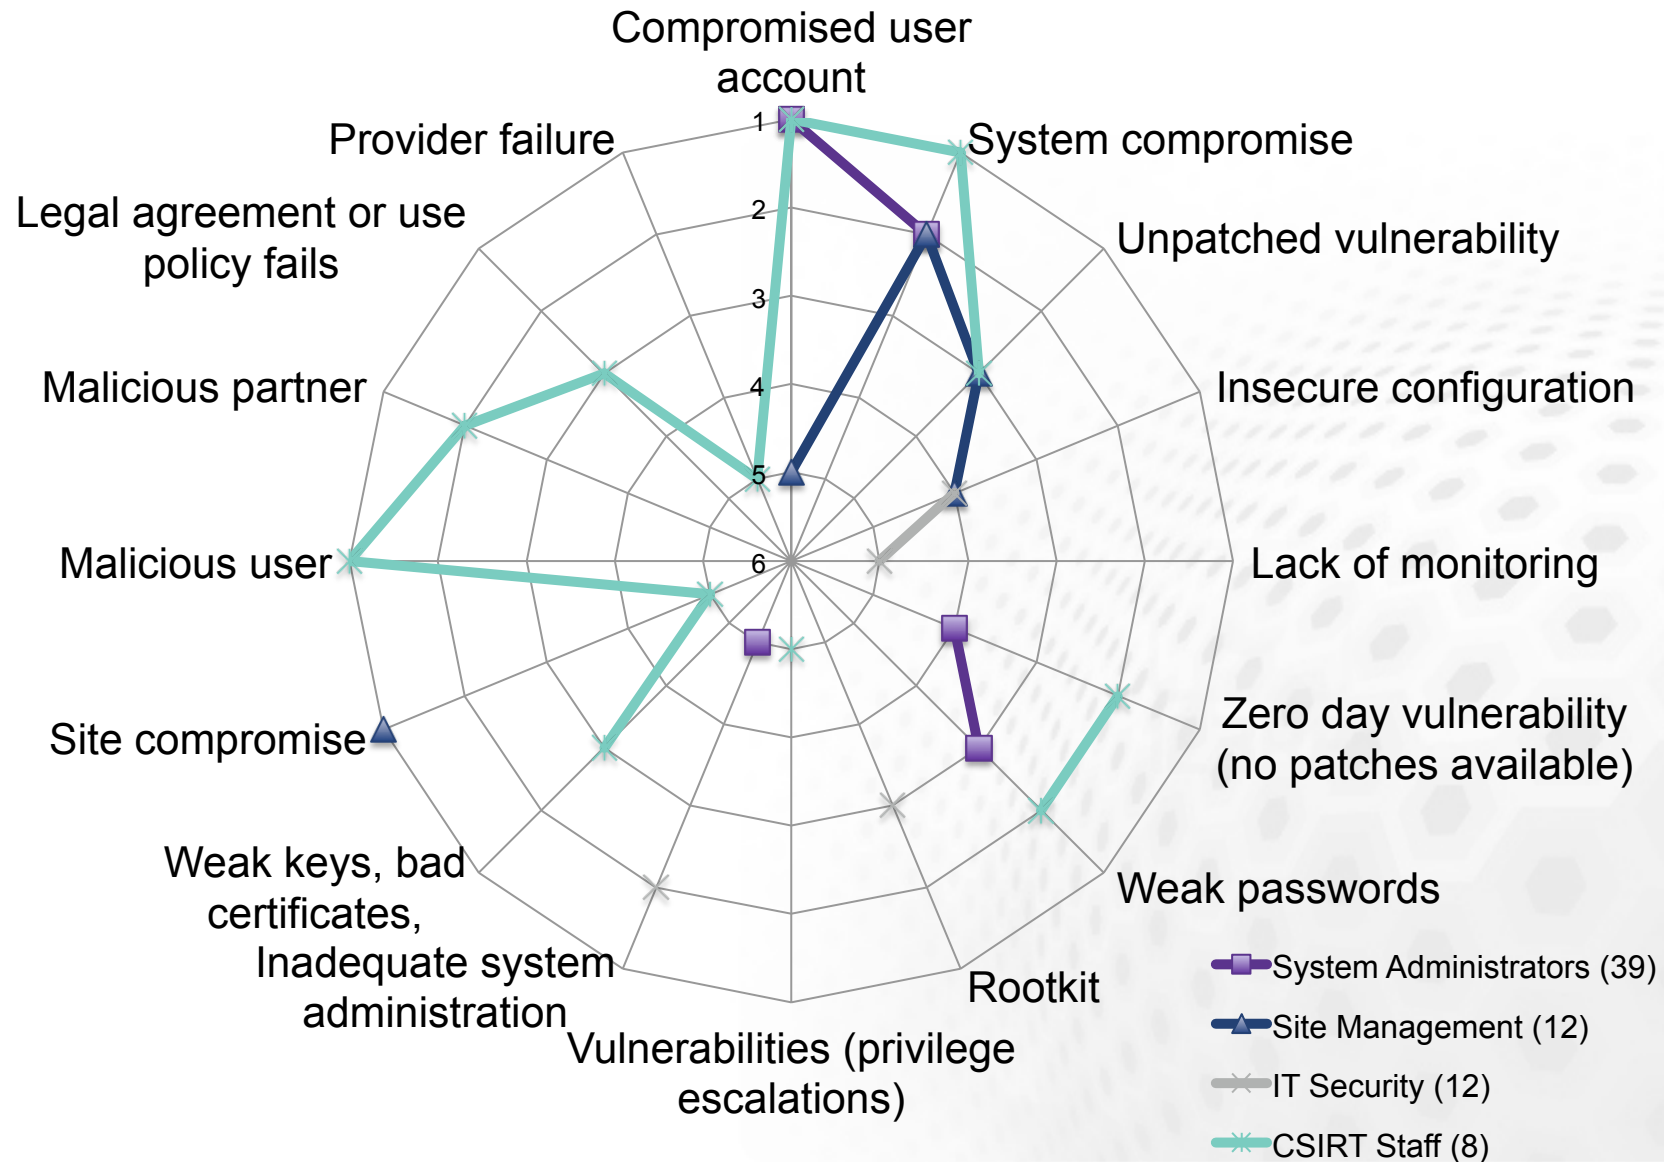 Compromised user
account
Provider failure
System compromise
Legal agreement or use
policy fails
Unpatched vulnerability
Malicious partner
Insecure configuration
Malicious user
Lack of monitoring
Site compromise
Zero day vulnerability
(no patches available)
Weak keys, bad
certificates,
Weak passwords
Inadequate system
administration
Rootkit
Vulnerabilities (privilege
escalations)
1
2
3
4
5
6
System Administrators (39)
Site Management (12)
IT Security (12)
CSIRT Staff (8)